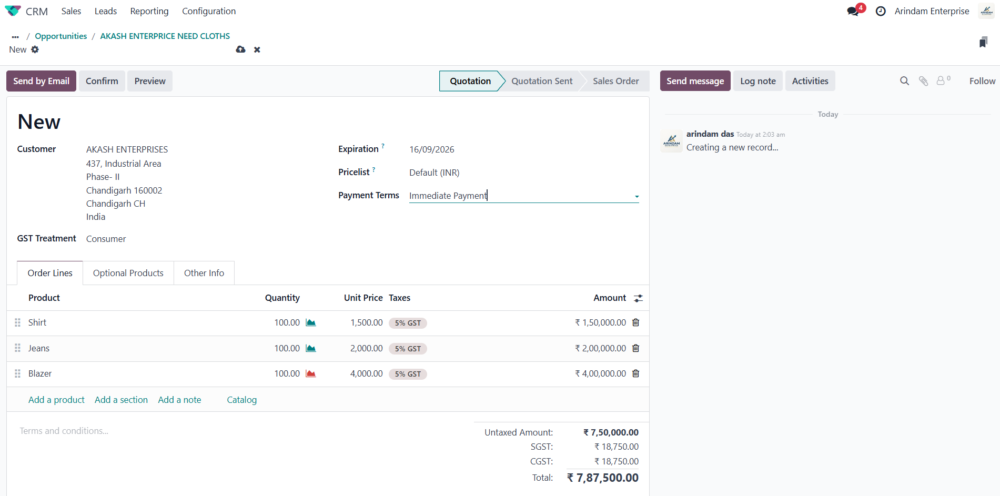 CRM Sales Leads Reporting Configuration 4 Arindam Enterprise
... / Opportunities / AKASH ENTERPRICE NEED CLOTHS
New
Send by Email Confirm Preview Quotation Quotation Sent Sales Order Send message Log note Activities 0 Follow
New
Customer AKASH ENTERPRISES
437, Industrial Area
Phase- II
Chandigarh 160002
Chandigarh CH
India
GST Treatment Consumer
Expiration ? 16/09/2026
Pricelist ? Default (INR)
Payment Terms Immediate Payment
Order Lines Optional Products Other Info
Product Quantity Unit Price Taxes Amount
Shirt 100.00 1,500.00 5% GST ₹ 1,50,000.00
Jeans 100.00 2,000.00 5% GST ₹ 2,00,000.00
Blazer 100.00 4,000.00 5% GST ₹ 4,00,000.00
Add a product Add a section Add a note Catalog
Terms and conditions...
Untaxed Amount: ₹ 7,50,000.00
SGST: ₹ 18,750.00
CGST: ₹ 18,750.00
Total: ₹ 7,87,500.00
Today
ARINDAM
ENTERPRISE
arindam das Today at 2:03 am
Creating a new record...